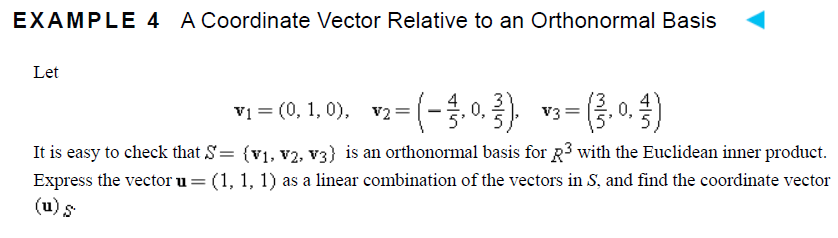 EXAMPLE 4 A Coordinate Vector Relative to an Orthonormal Basis
Let
v₁ = (0, 1, 0), v₂ = (−4/5, 0, 3/5), v₃ = (3/5, 0, 4/5)
It is easy to check that S = {v₁, v₂, v₃} is an orthonormal basis for R³ with the Euclidean inner product.
Express the vector u = (1, 1, 1) as a linear combination of the vectors in S, and find the coordinate vector
(u)ₛ.